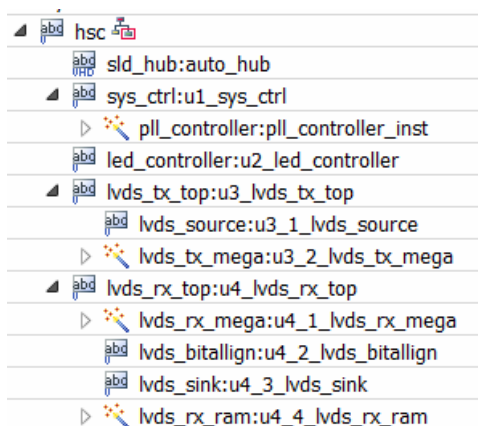 hsc
sld_hub:auto_hub
sys_ctrl:u1_sys_ctrl
pll_controller:pll_controller_inst
led_controller:u2_led_controller
lvds_tx_top:u3_lvds_tx_top
lvds_source:u3_1_lvds_source
lvds_tx_mega:u3_2_lvds_tx_mega
lvds_rx_top:u4_lvds_rx_top
lvds_rx_mega:u4_1_lvds_rx_mega
lvds_bitallign:u4_2_lvds_bitallign
lvds_sink:u4_3_lvds_sink
lvds_rx_ram:u4_4_lvds_rx_ram